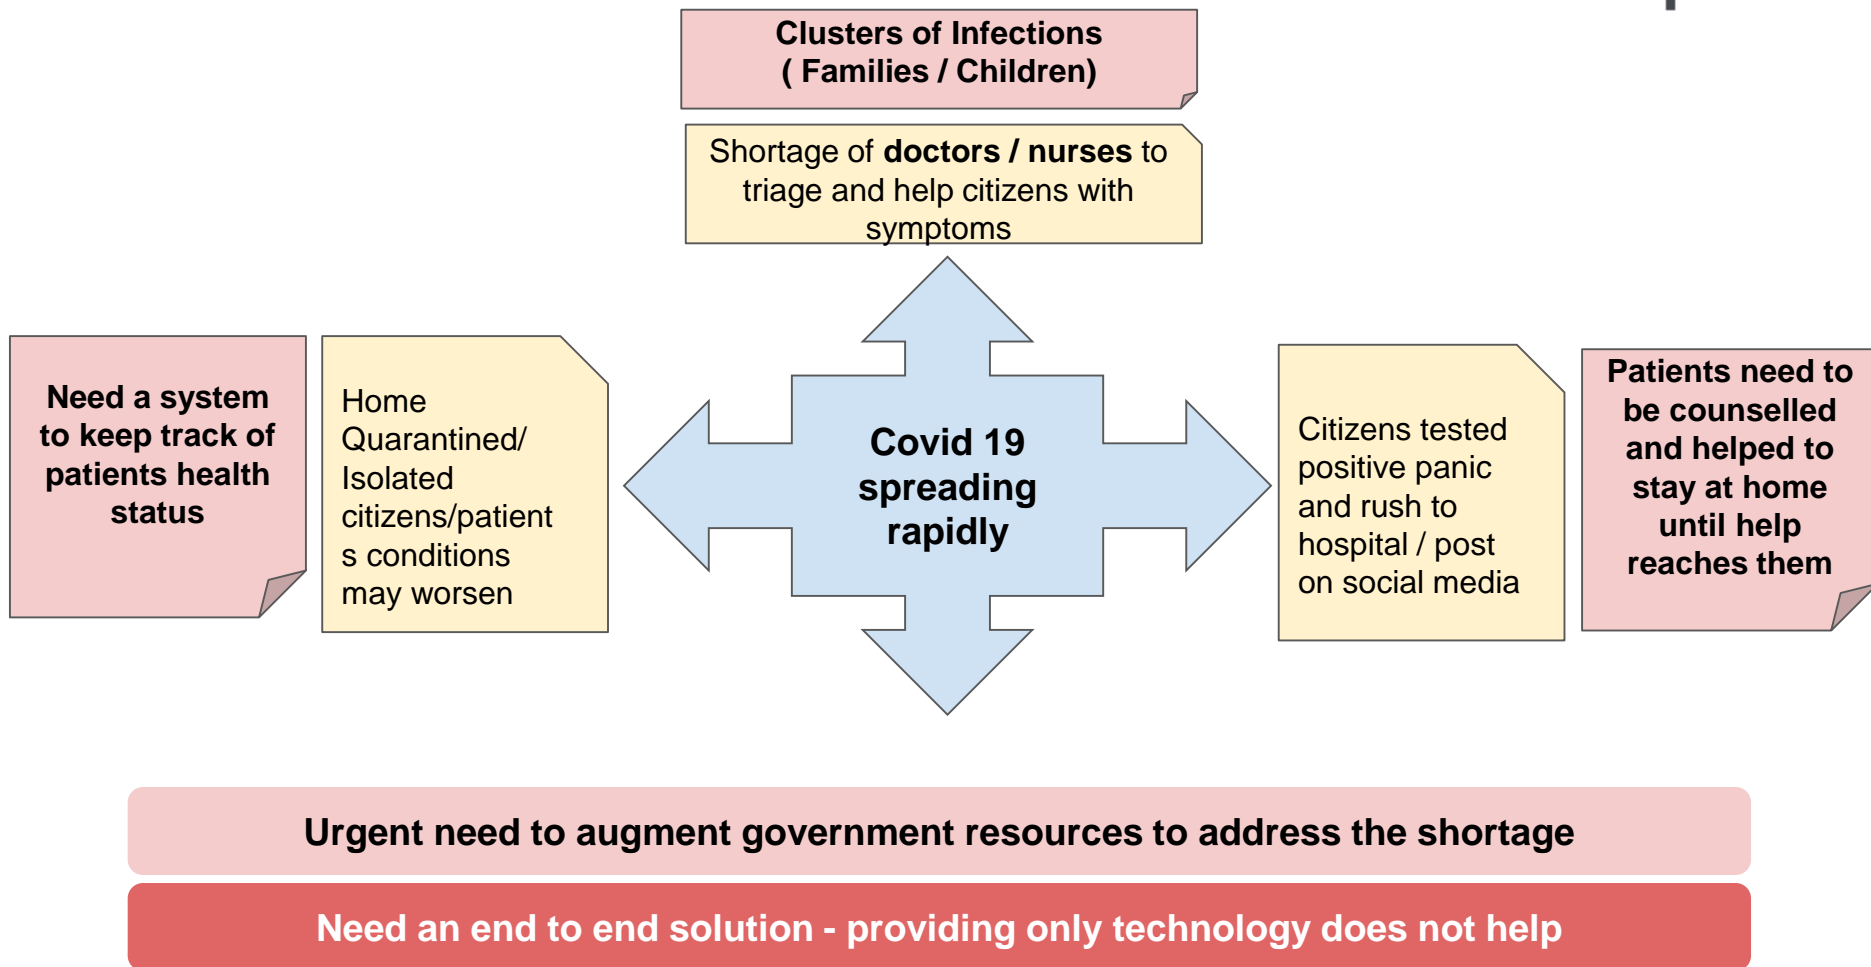 Clusters of Infections
( Families / Children)
Shortage of doctors / nurses to
triage and help citizens with
symptoms
Need a system
to keep track of
patients health
status
Home
Quarantined/
Isolated
citizens/patient
s conditions
may worsen
Covid 19
spreading
rapidly
Citizens tested
positive panic
and rush to
hospital / post
on social media
Patients need to
be counselled
and helped to
stay at home
until help
reaches them
Urgent need to augment government resources to address the shortage
Need an end to end solution - providing only technology does not help